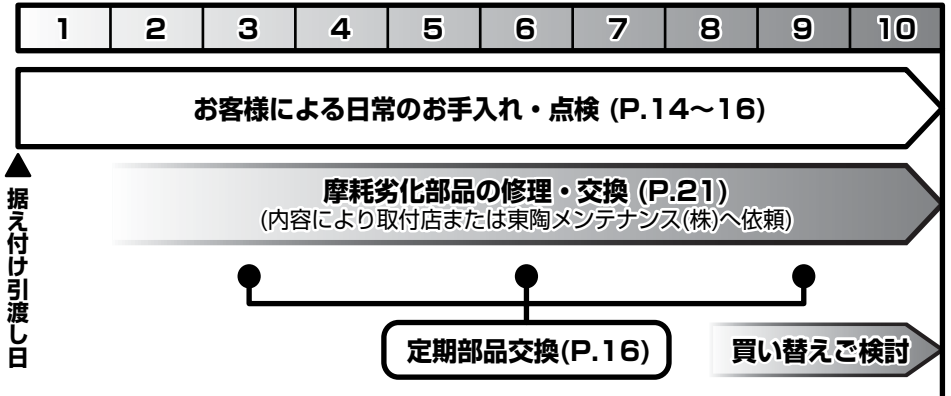 1 2 3 4 5 6 7 8 9 10
お客様による日常のお手入れ・点検 (P.14～16)
据え付け引渡し日
摩耗劣化部品の修理・交換 (P.21)
(内容により取付店または東陶メンテナンス(株)へ依頼)
定期部品交換(P.16)
買い替えご検討